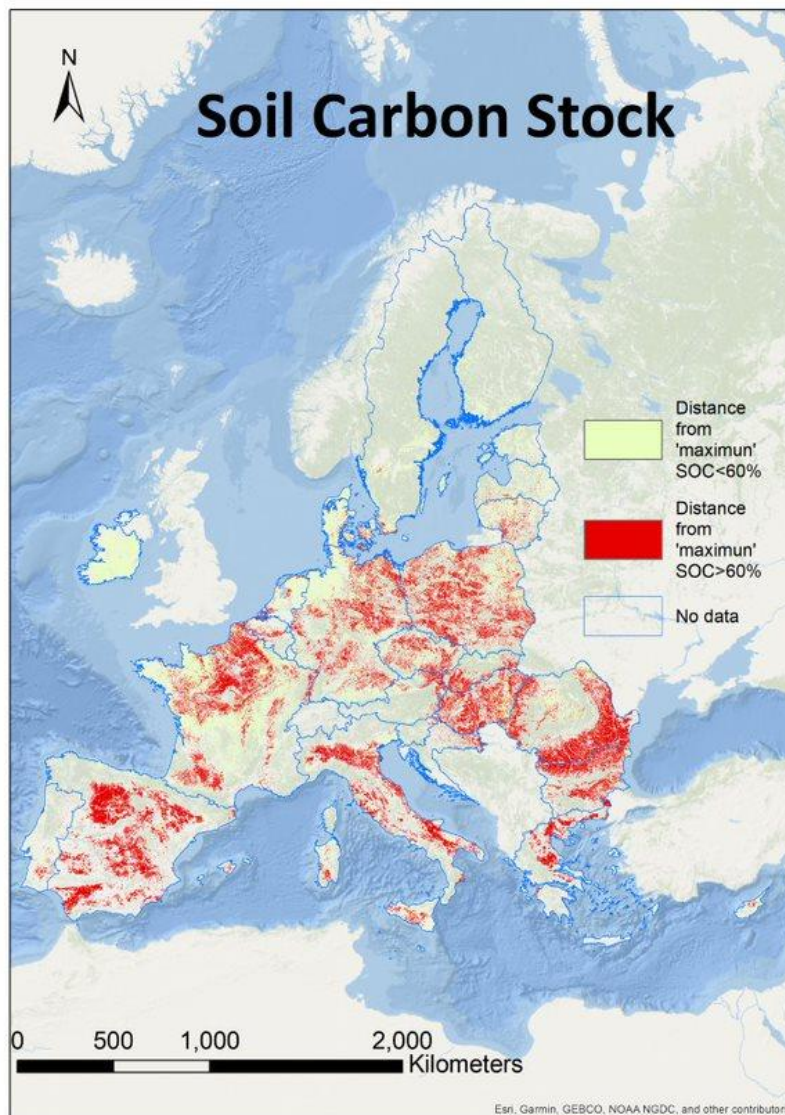 N
Soil Carbon Stock
Distance
from
'maximun'
SOC<60%
Distance
from
'maximun'
SOC>60%
No data
0 500 1,000 2,000
Kilometers
Esri, Garmin, GEBCO, NOAA NGDC, and other contributor